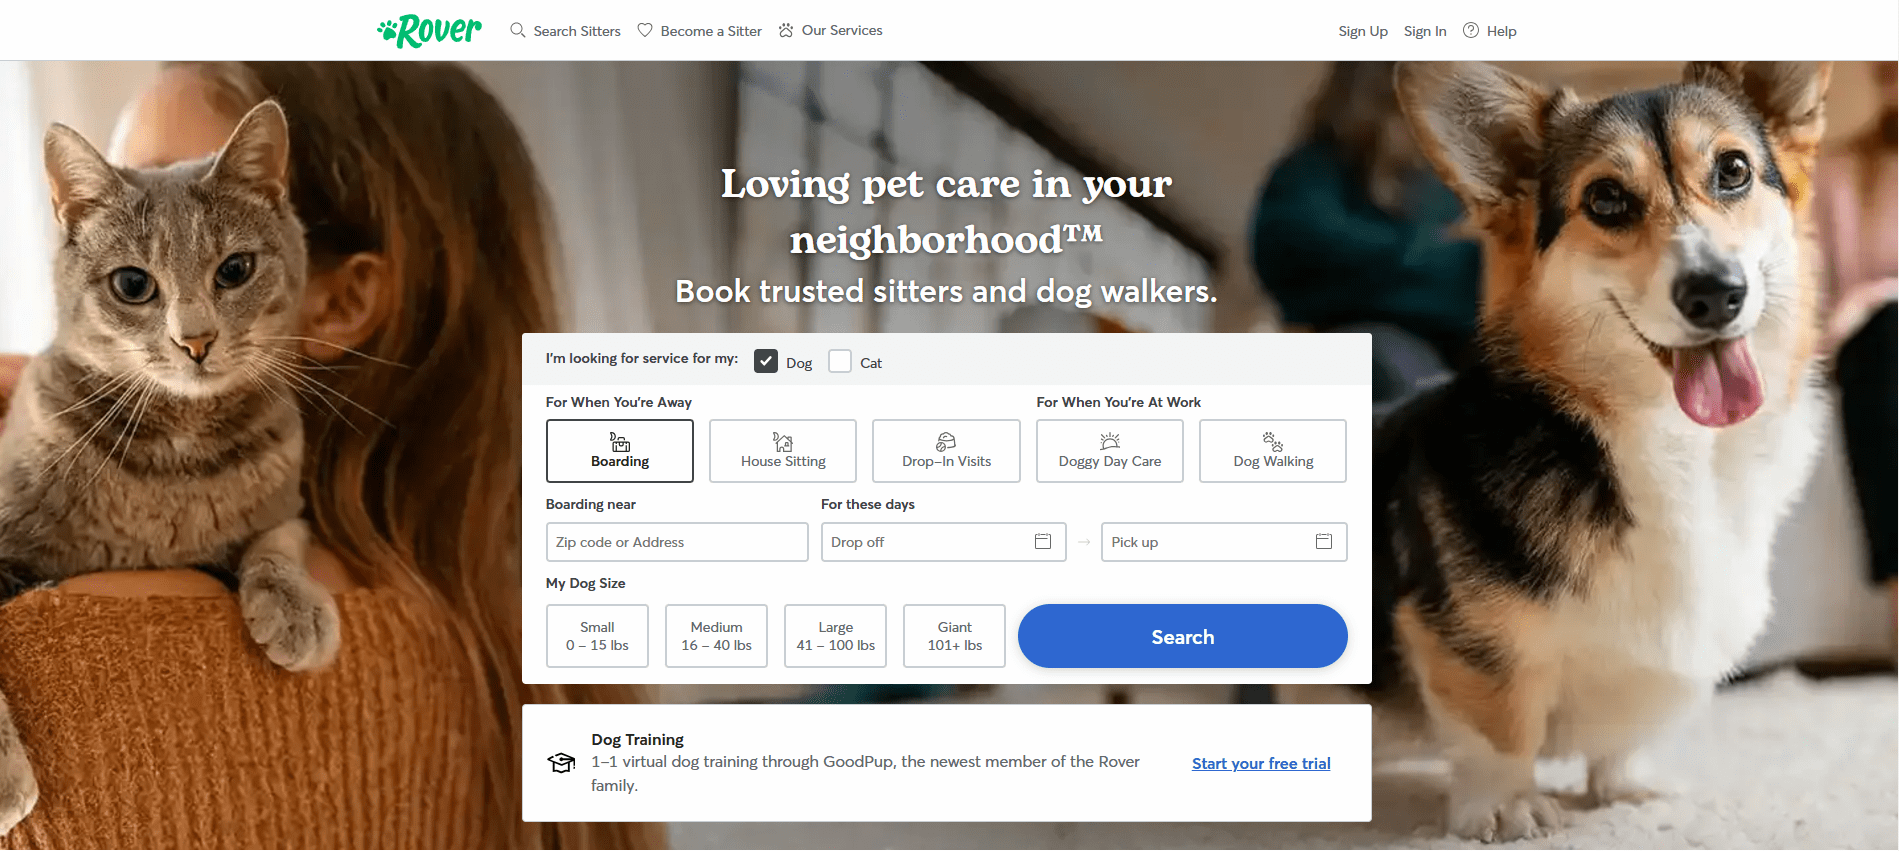 Rover
Search Sitters
Become a Sitter
Our Services
Sign Up
Sign In
Help
Loving pet care in your
neighborhood™
Book trusted sitters and dog walkers.
I'm looking for service for my:
Dog
Cat
For When You're Away
For When You're At Work
Boarding
House Sitting
Drop-In Visits
Doggy Day Care
Dog Walking
Boarding near
For these days
Zip code or Address
Drop off
→
Pick up
My Dog Size
Small
0 – 15 lbs
Medium
16 – 40 lbs
Large
41 – 100 lbs
Giant
101+ lbs
Search
Dog Training
1-1 virtual dog training through GoodPup, the newest member of the Rover
family.
Start your free trial